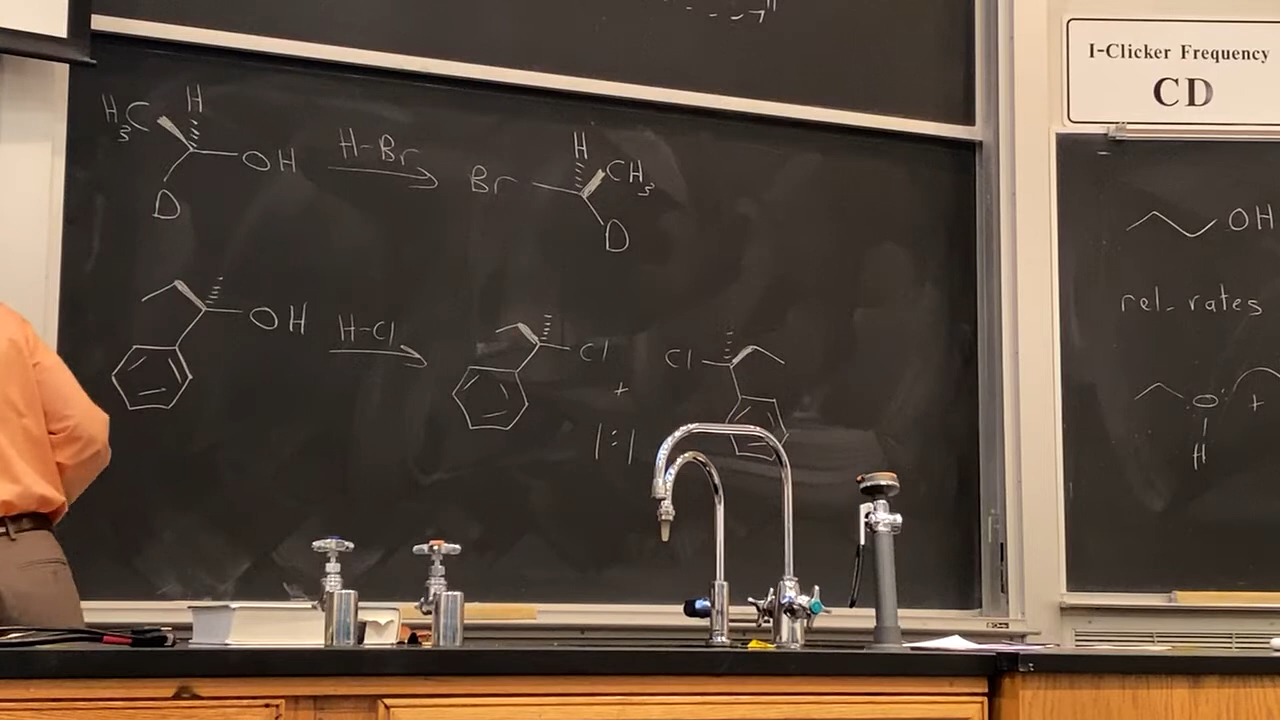 H₃C H
OH
D
H-Br
Br
H
CH₃
D
OH
H-Cl
Cl
+
1:1
Cl
I-Clicker Frequency
CD
OH
rel. rates
O: +
H